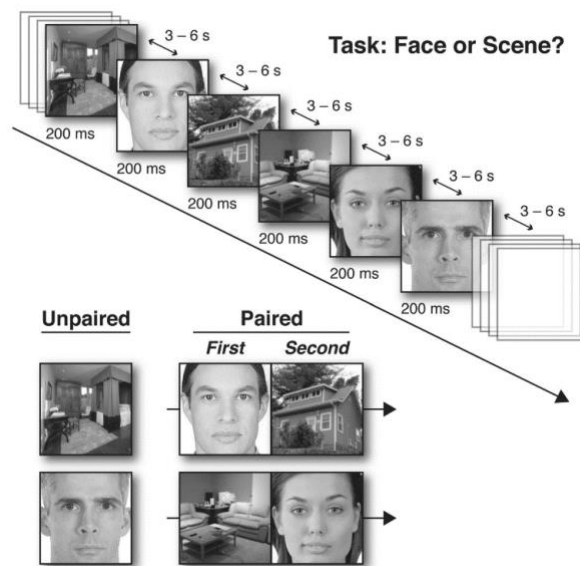 3 – 6 s
Task: Face or Scene?
3 – 6 s
200 ms
3 – 6 s
200 ms
3 – 6 s
200 ms
3 – 6 s
200 ms
3 – 6 s
200 ms
200 ms
Unpaired
Paired
First
Second